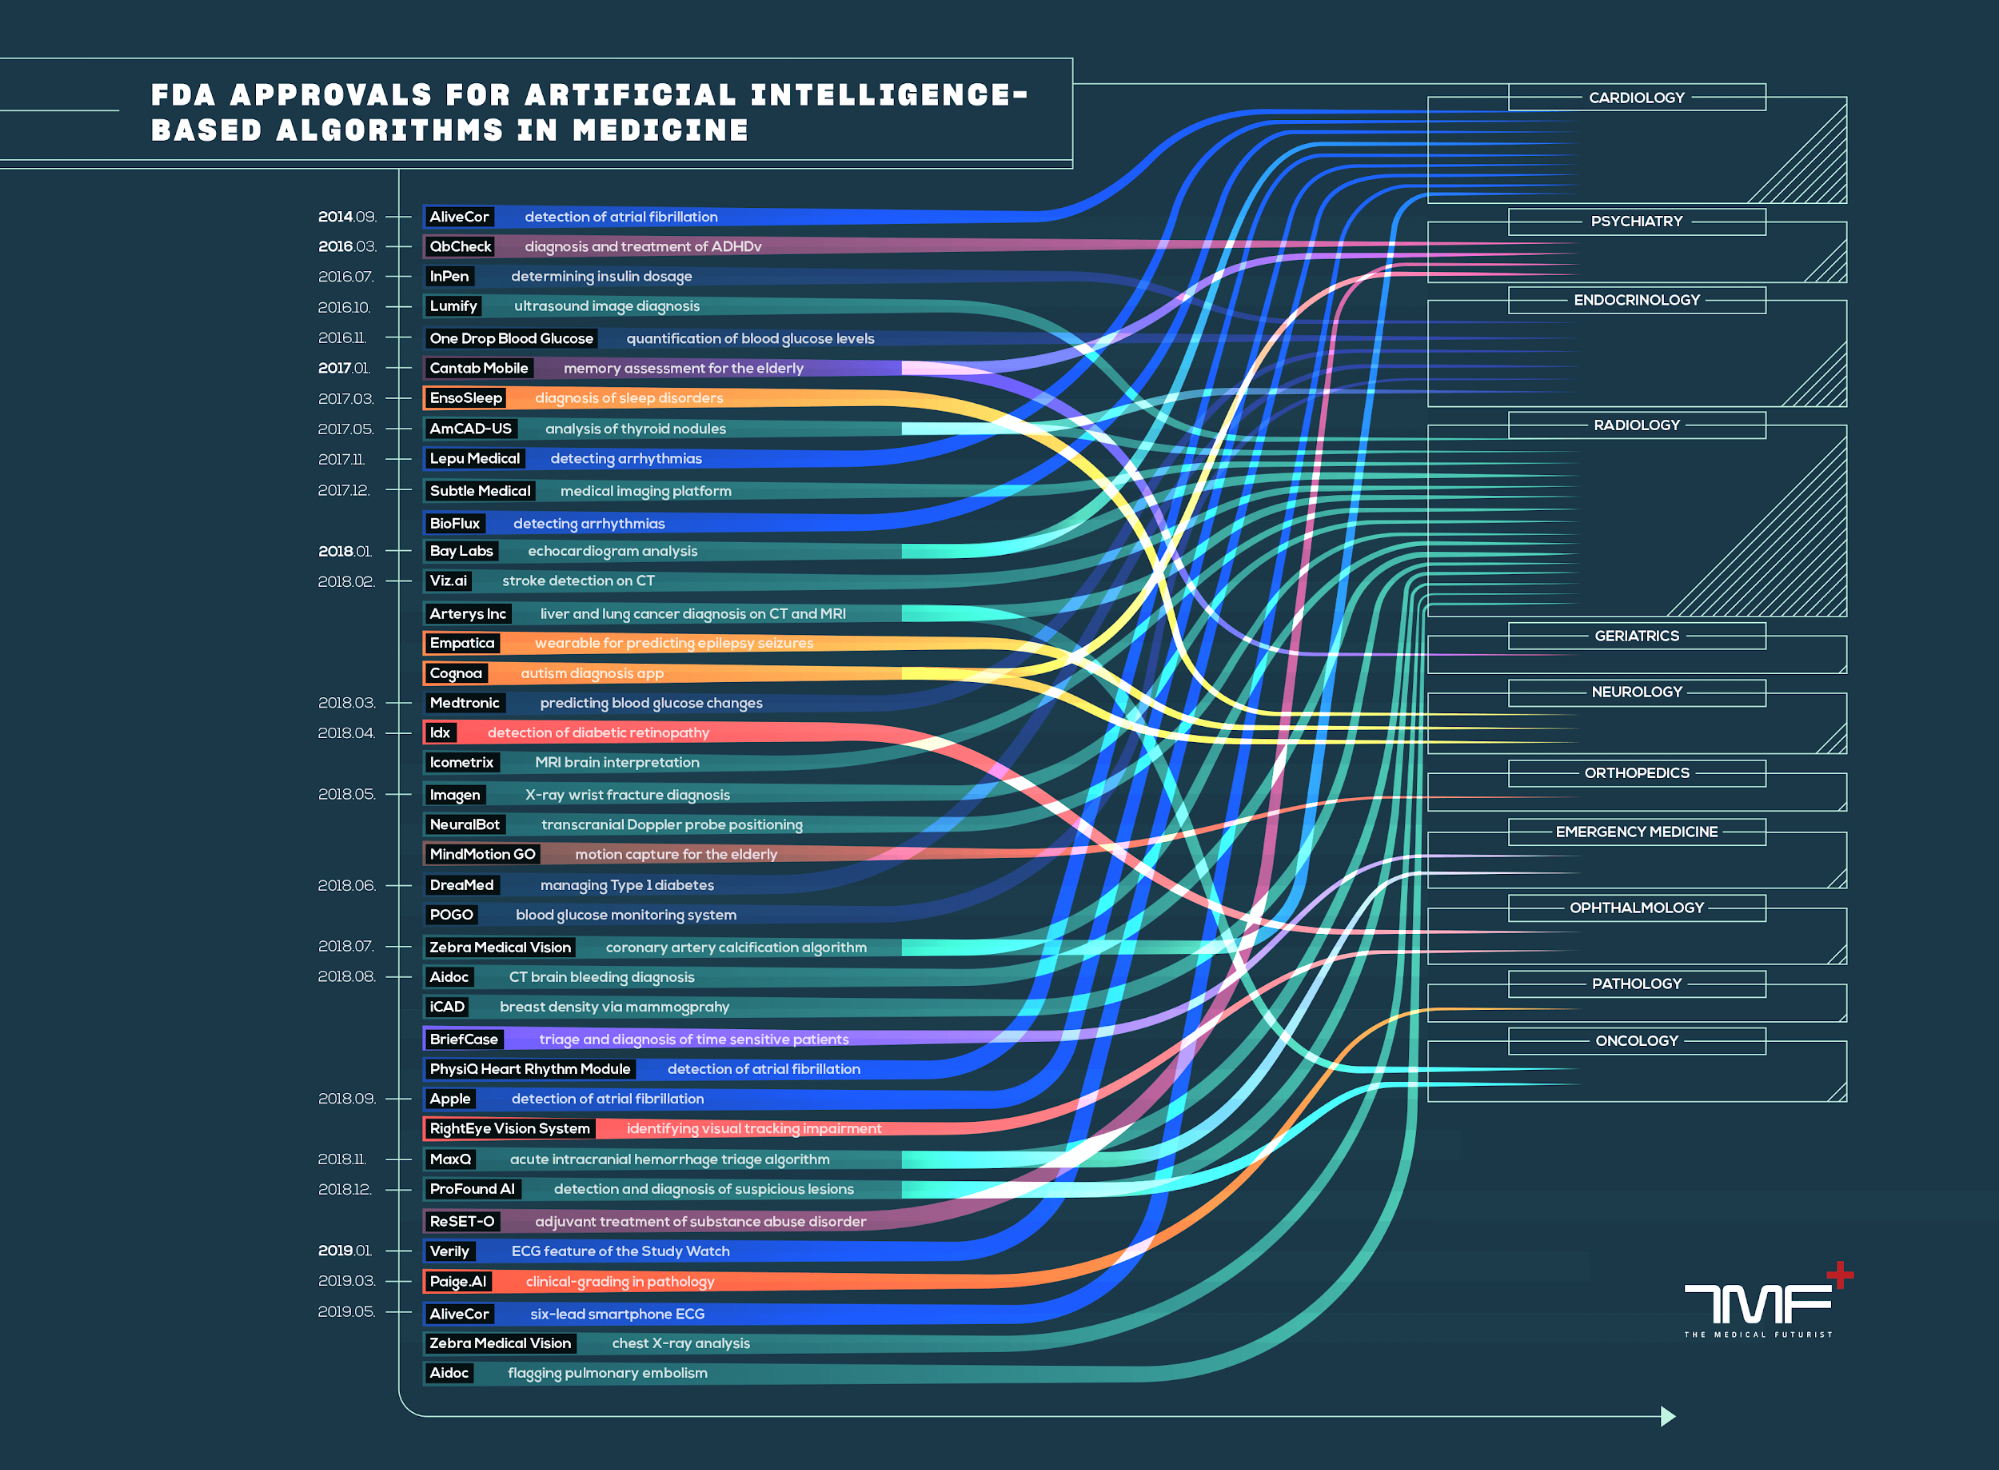 FDA APPROVALS FOR ARTIFICIAL INTELLIGENCE-
BASED ALGORITHMS IN MEDICINE
2014.09. AliveCor detection of atrial fibrillation
2016.03. QbCheck diagnosis and treatment of ADHDv
2016.07. InPen determining insulin dosage
2016.10. Lumify ultrasound image diagnosis
2016.11. One Drop Blood Glucose quantification of blood glucose levels
2017.01. Cantab Mobile memory assessment for the elderly
2017.03. EnsoSleep diagnosis of sleep disorders
2017.05. AmCAD-US analysis of thyroid nodules
2017.11. Lepu Medical detecting arrhythmias
2017.12. Subtle Medical medical imaging platform
BioFlux detecting arrhythmias
2018.01. Bay Labs echocardiogram analysis
2018.02. Viz.ai stroke detection on CT
Arterys Inc liver and lung cancer diagnosis on CT and MRI
Empatica wearable for predicting epilepsy seizures
Cognoa autism diagnosis app
2018.03. Medtronic predicting blood glucose changes
2018.04. Idx detection of diabetic retinopathy
Icometrix MRI brain interpretation
2018.05. Imagen X-ray wrist fracture diagnosis
NeuralBot transcranial Doppler probe positioning
MindMotion GO motion capture for the elderly
2018.06. DreaMed managing Type 1 diabetes
POGO blood glucose monitoring system
2018.07. Zebra Medical Vision coronary artery calcification algorithm
2018.08. Aidoc CT brain bleeding diagnosis
iCAD breast density via mammogprahy
BriefCase triage and diagnosis of time sensitive patients
PhysiQ Heart Rhythm Module detection of atrial fibrillation
2018.09. Apple detection of atrial fibrillation
RightEye Vision System identifying visual tracking impairment
2018.11. MaxQ acute intracranial hemorrhage triage algorithm
2018.12. ProFound AI detection and diagnosis of suspicious lesions
ReSET-O adjuvant treatment of substance abuse disorder
2019.01. Verily ECG feature of the Study Watch
2019.03. Paige.AI clinical-grading in pathology
2019.05. AliveCor six-lead smartphone ECG
Zebra Medical Vision chest X-ray analysis
Aidoc flagging pulmonary embolism
CARDIOLOGY
PSYCHIATRY
ENDOCRINOLOGY
RADIOLOGY
GERIATRICS
NEUROLOGY
ORTHOPEDICS
EMERGENCY MEDICINE
OPHTHALMOLOGY
PATHOLOGY
ONCOLOGY
TMF+
THE MEDICAL FUTURIST